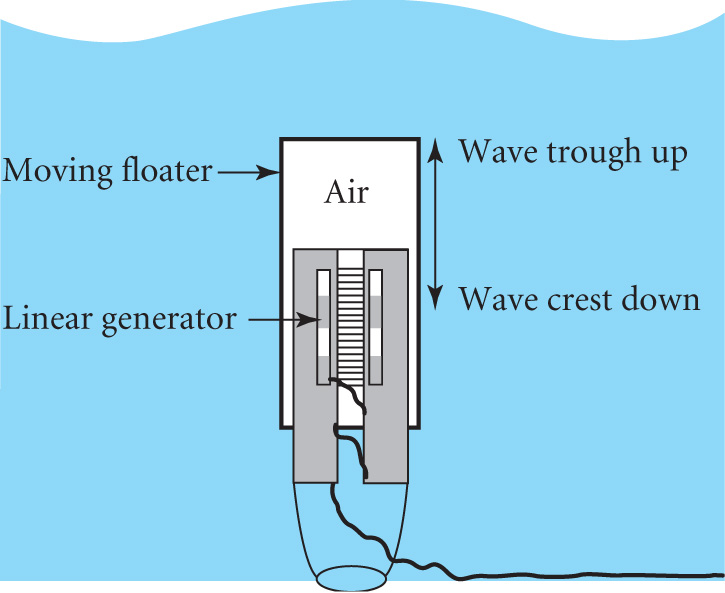 Wave trough up
Moving floater
Air
Wave crest down
Linear generator